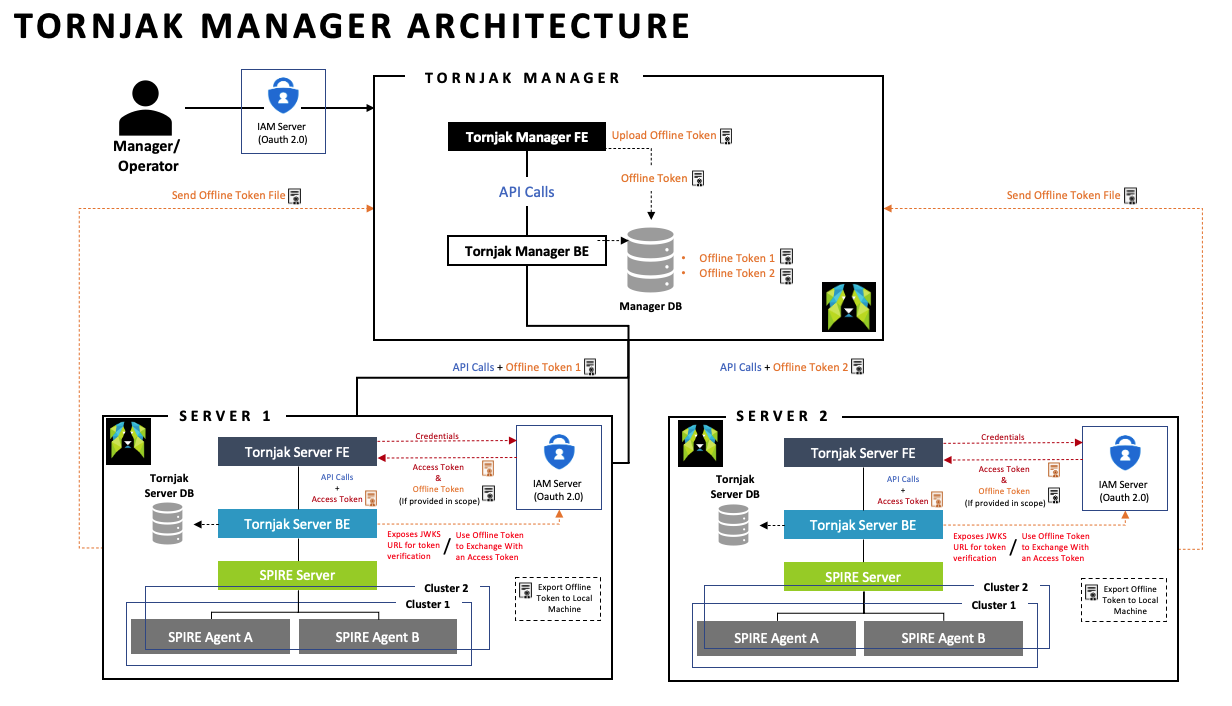 TORNJAK MANAGER ARCHITECTURE
TORNJAK MANAGER
IAM Server
(Oauth 2.0)
Manager/
Operator
Tornjak Manager FE
Upload Offline Token
Offline Token
API Calls
Send Offline Token File
Send Offline Token File
Tornjak Manager BE
• Offline Token 1
• Offline Token 2
Manager DB
API Calls + Offline Token 1
API Calls + Offline Token 2
SERVER 1
Tornjak Server FE
Credentials
Access Token
&
Offline Token
(If provided in scope)
IAM Server
(Oauth 2.0)
API Calls
+
Access Token
Tornjak
Server DB
Tornjak Server BE
Exposes JWKS
URL for token
verification
/
Use Offline Token
to Exchange With
an Access Token
SPIRE Server
Cluster 2
Cluster 1
Export Offline
Token to Local
Machine
SPIRE Agent A
SPIRE Agent B
SERVER 2
Tornjak Server FE
Credentials
Access Token
&
Offline Token
(If provided in scope)
IAM Server
(Oauth 2.0)
API Calls
+
Access Token
Tornjak
Server DB
Tornjak Server BE
Exposes JWKS
URL for token
verification
/
Use Offline Token
to Exchange With
an Access Token
SPIRE Server
Cluster 2
Cluster 1
Export Offline
Token to Local
Machine
SPIRE Agent A
SPIRE Agent B